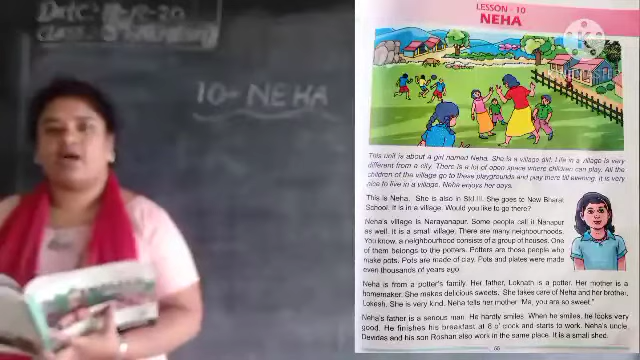 Date:
10- NEHA
LESSON - 10
NEHA
This unit is about a girl named Neha. She is a village girl. Life in a village is very
different from a city. There is a lot of open space where children can play. All the
children of the village go to these playgrounds and play there till evening. It is very
nice to live in a village. Neha enjoys her days.
This is Neha. She is also in Std.III. She goes to New Bharat
School. It is in a village. Would you like to go there?
Neha's village is Narayanapur. Some people call it Nanapur
as well. It is a small village. There are many neighbourhoods.
You know, a neighbourhood consists of a group of houses. One
of them belongs to the potters. Potters are those people who
make pots. Pots are made of clay. Pots and plates were made
even thousands of years ago.
Neha is from a potter's family. Her father, Loknath is a potter. Her mother is a
homemaker. She makes delicious sweets. She takes care of Neha and her brother,
Lokesh. She is very kind. Neha tells her mother "Ma, you are so sweet."
Neha's father is a serious man. He hardly smiles. When he smiles, he looks very
good. He finishes his breakfast at 8 o' clock and starts to work. Neha's uncle
Devdas and his son Roshan also work in the same place. It is a small shed.